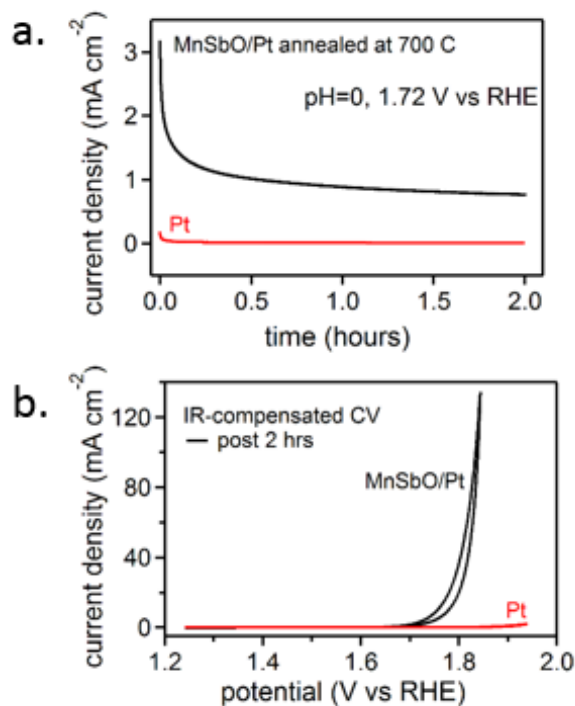 a.
MnSbO/Pt annealed at 700 C
pH=0, 1.72 V vs RHE
Pt
current density (mA cm⁻²)
3
2
1
0
0.0 0.5 1.0 1.5 2.0
time (hours)
b.
IR-compensated CV
post 2 hrs
MnSbO/Pt
Pt
current density (mA cm⁻²)
120
80
40
0
1.2 1.4 1.6 1.8 2.0
potential (V vs RHE)